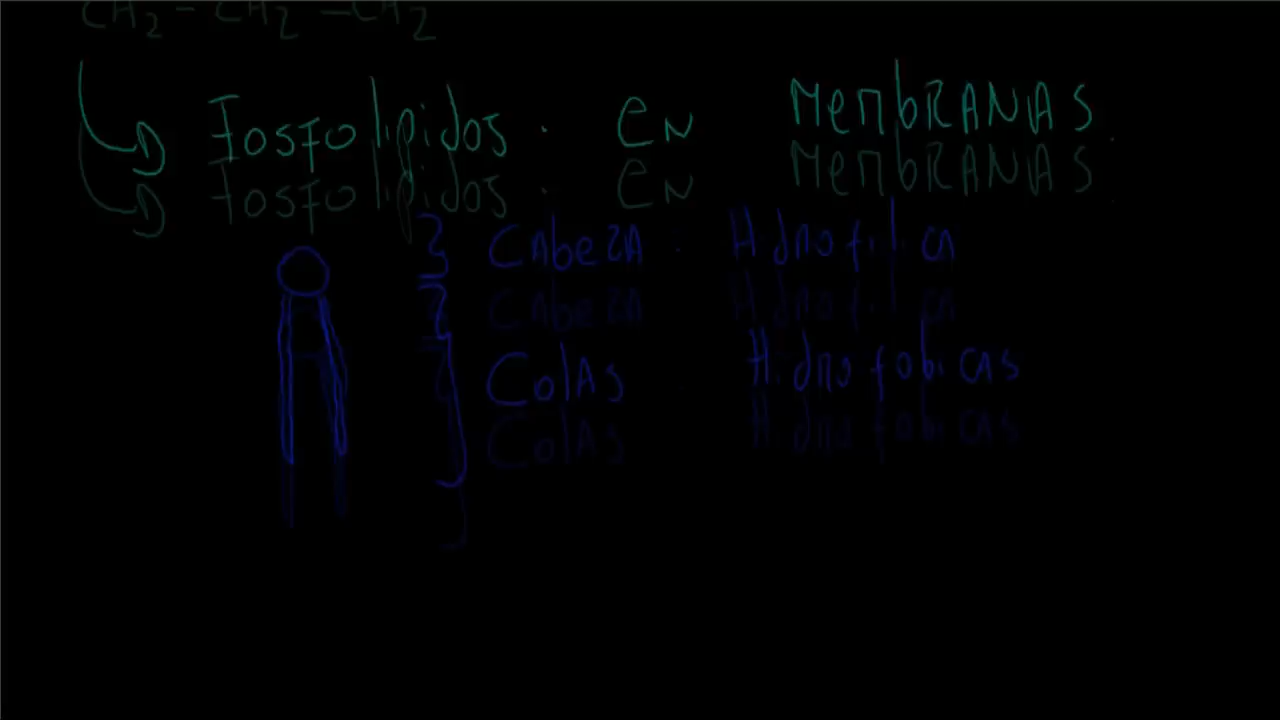 CH2 - CH2 - CH2
Fosfolipidos. En MembRANAS.
CAbeZA: Hidrofilica
ColAs Hidrofobicas